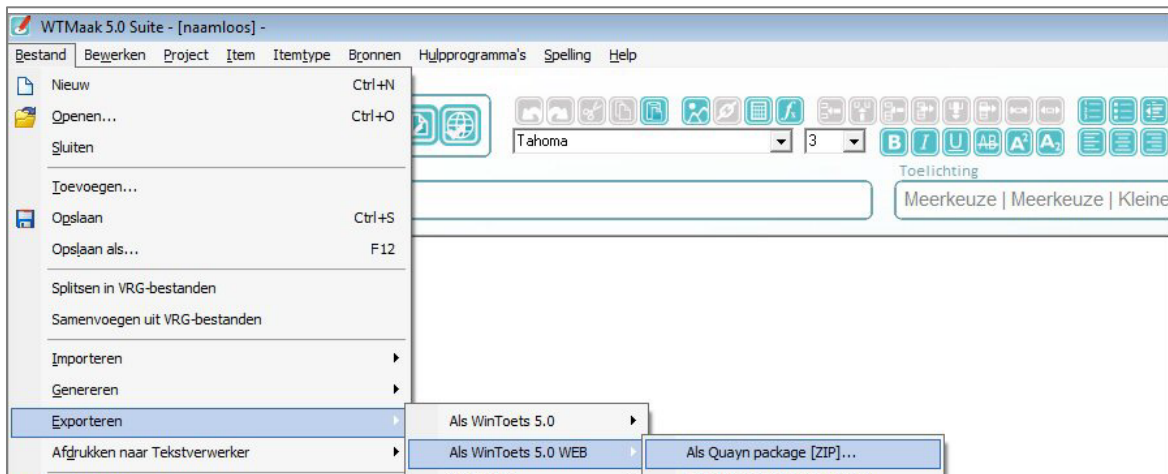 WTMaak 5.0 Suite - [naamloos] -
Bestand Bewerken Project Item Itemtype Bronnen Hulpprogramma's Spelling Help
Nieuw Ctrl+N
Openen... Ctrl+O
Sluiten
Toevoegen...
Opslaan Ctrl+S
Opslaan als... F12
Splitsen in VRG-bestanden
Samenvoegen uit VRG-bestanden
Importeren
Genereren
Exporteren
Afdrukken naar Tekstverwerker
Tahoma 3
B I U AB A² A₂
Toelichting
Meerkeuze | Meerkeuze | Kleine
Als WinToets 5.0
Als WinToets 5.0 WEB
Als Quayn package [ZIP]...